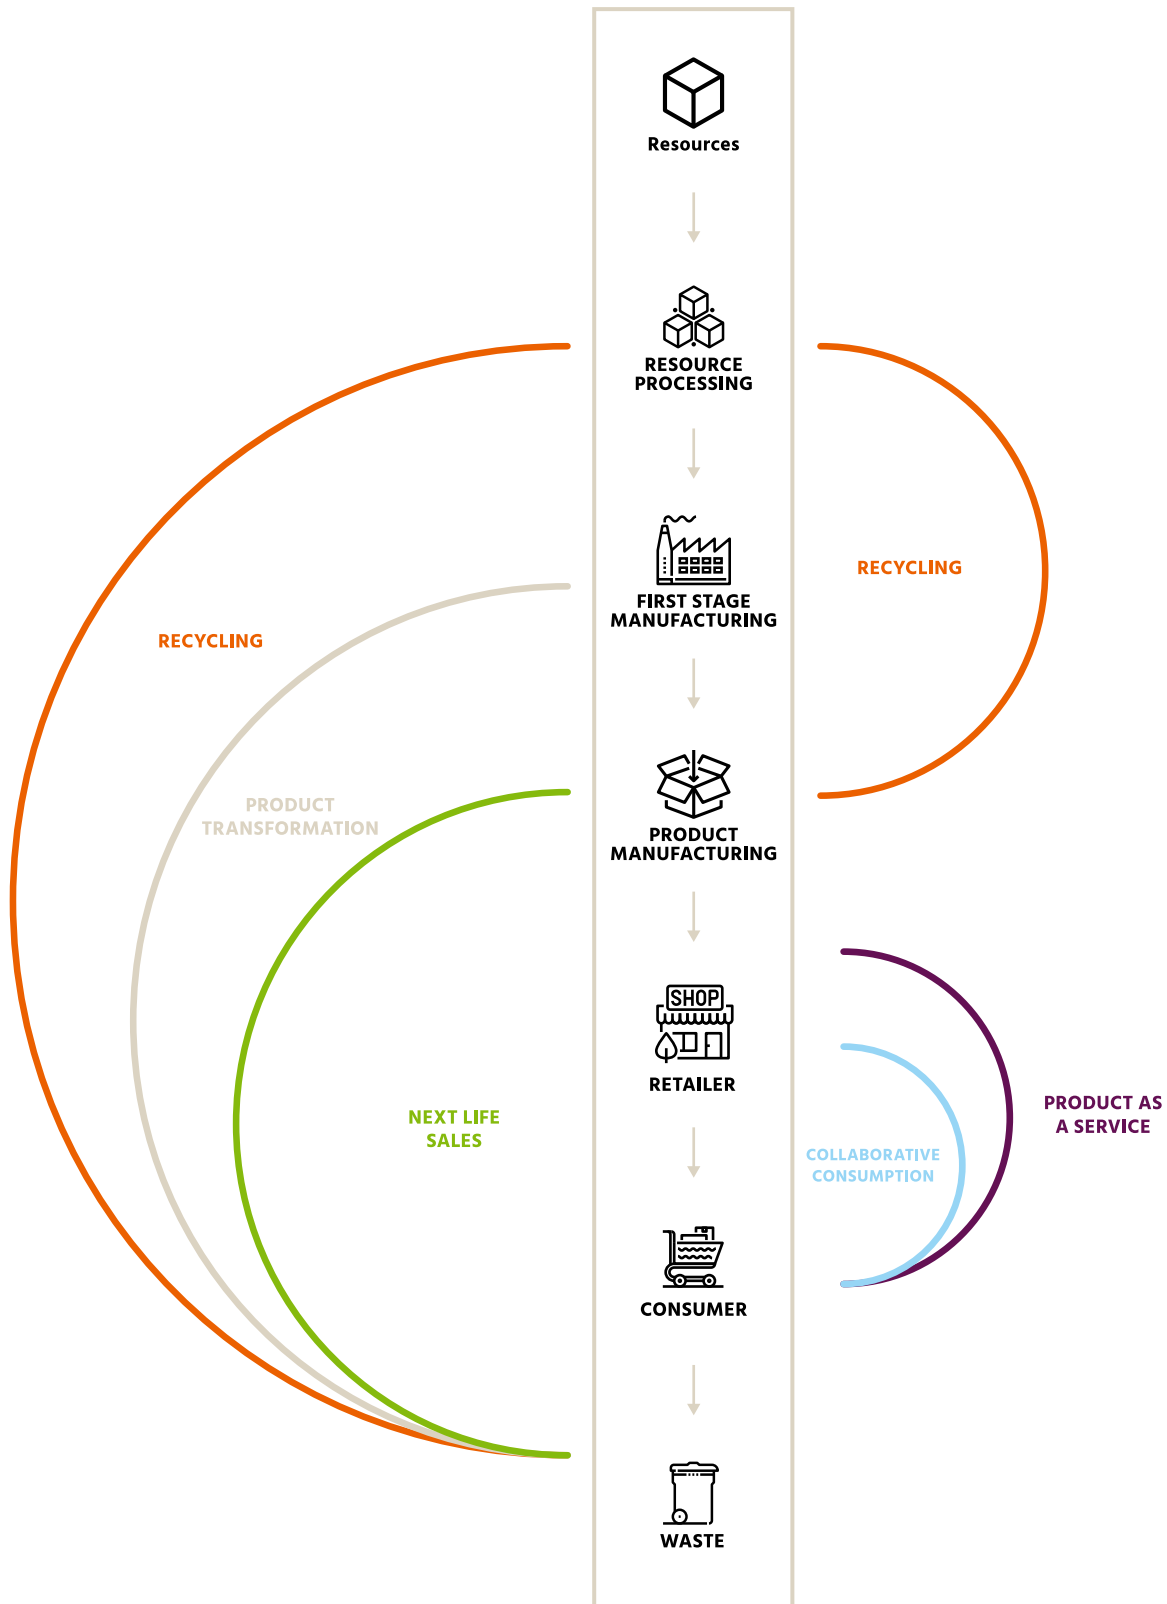 Resources
RESOURCE
PROCESSING
FIRST STAGE
MANUFACTURING
RECYCLING
RECYCLING
PRODUCT
TRANSFORMATION
PRODUCT
MANUFACTURING
SHOP
RETAILER
NEXT LIFE
SALES
PRODUCT AS
A SERVICE
COLLABORATIVE
CONSUMPTION
CONSUMER
WASTE